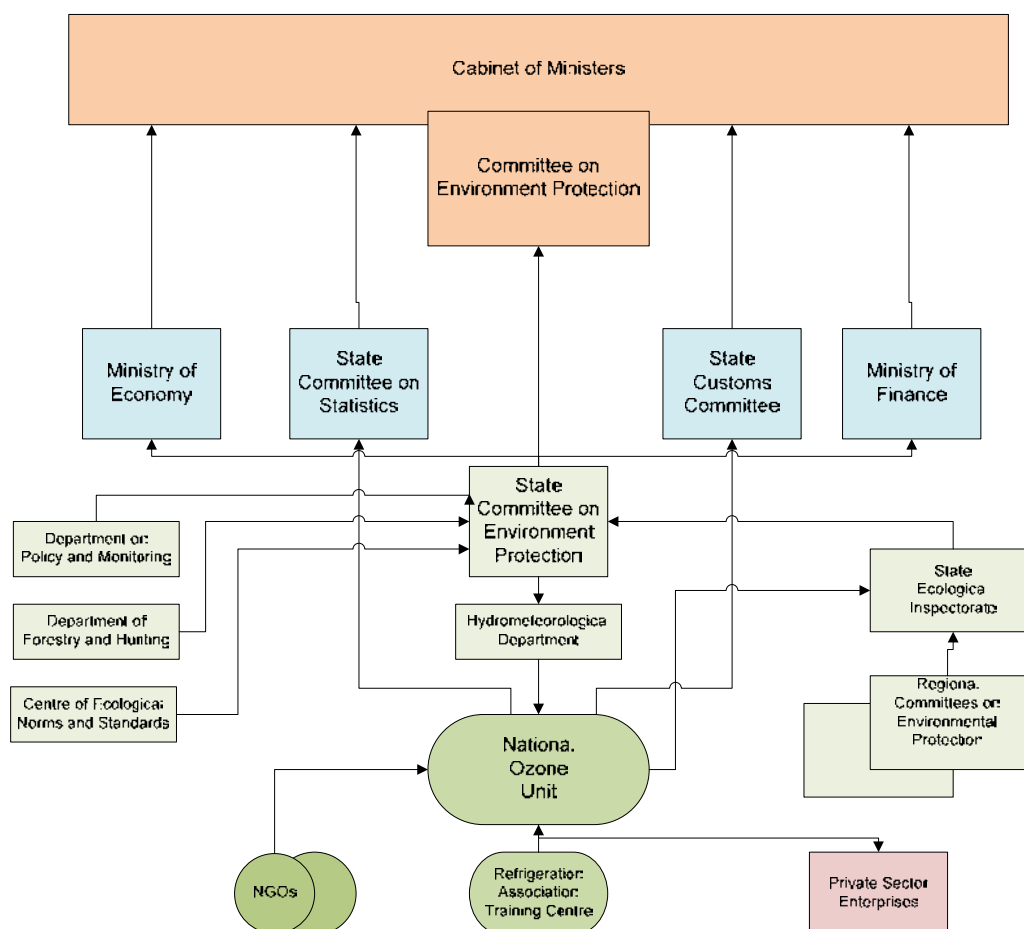 Cabinet of Ministers
Committee on
Environment Protection
Ministry of
Economy
State
Committee on
Statistics
State
Customs
Committee
Ministry of
Finance
State
Committee on
Environment
Protection
Department on
Policy and Monitoring
State
Ecologica
Inspectorate
Department of
Forestry and Hunting
Hydrometeorologica
Department
Centre of Ecological
Norms and Standards
Regional
Committees on
Environmental
Protection
National
Ozone
Unit
NGOs
Refrigeration
Association
Training Centre
Private Sector
Enterprises